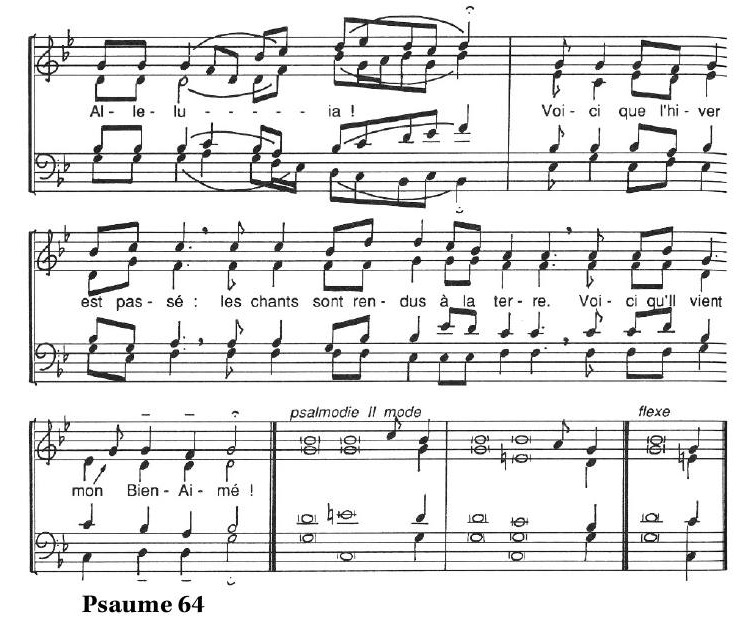 Al - le - lu - - - - - ia ! Voi - ci que l'hi - ver
est pas - sé : les chants sont ren - dus à la ter - re. Voi - ci qu'Il vient
psalmodie II mode flexe
mon Bien - Ai - mé !
Psaume 64